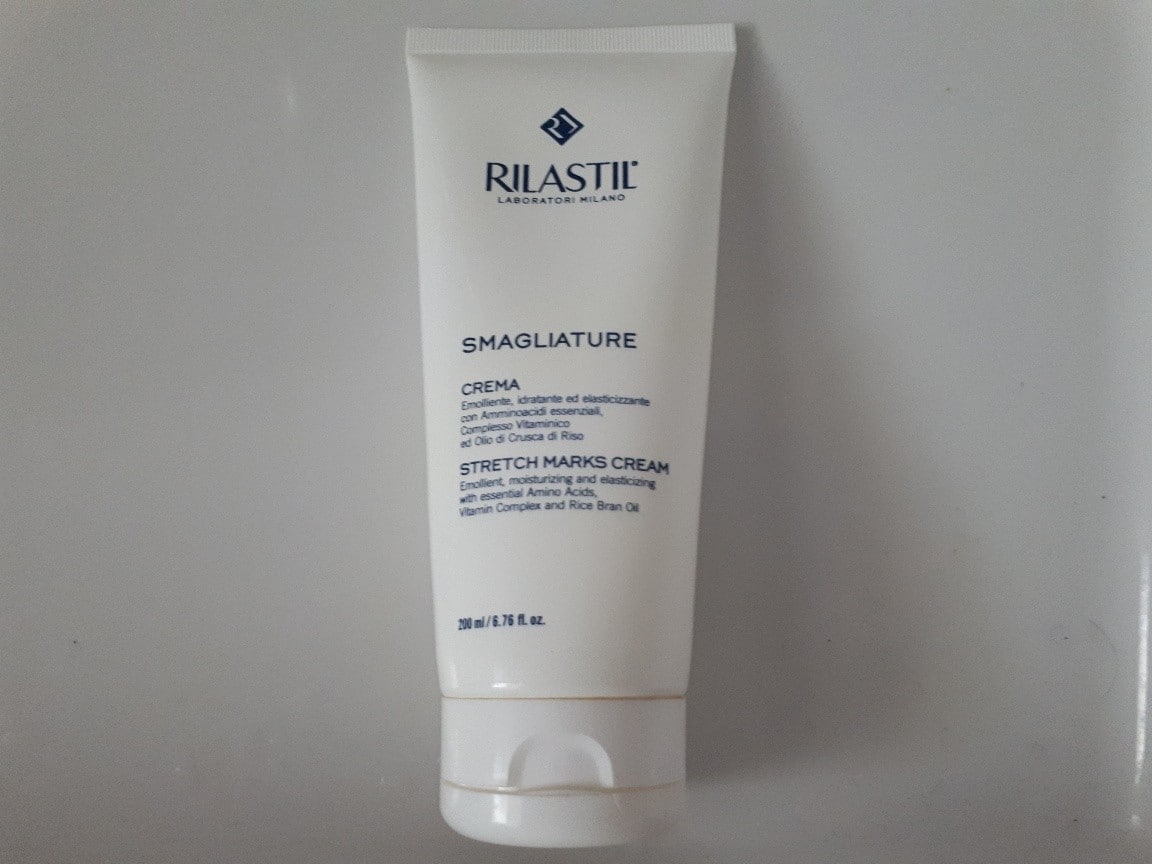 RILASTIL®
LABORATORI MILANO
SMAGLIATURE
CREMA
Emolliente, idratante ed elasticizzante
con Amminoacidi essenziali,
Complesso Vitaminico
ed Olio di Crusca di Riso
STRETCH MARKS CREAM
Emollient, moisturizing and elasticizing
with essential Amino Acids,
Vitamin Complex and Rice Bran Oil
200 ml / 6.76 fl. oz.